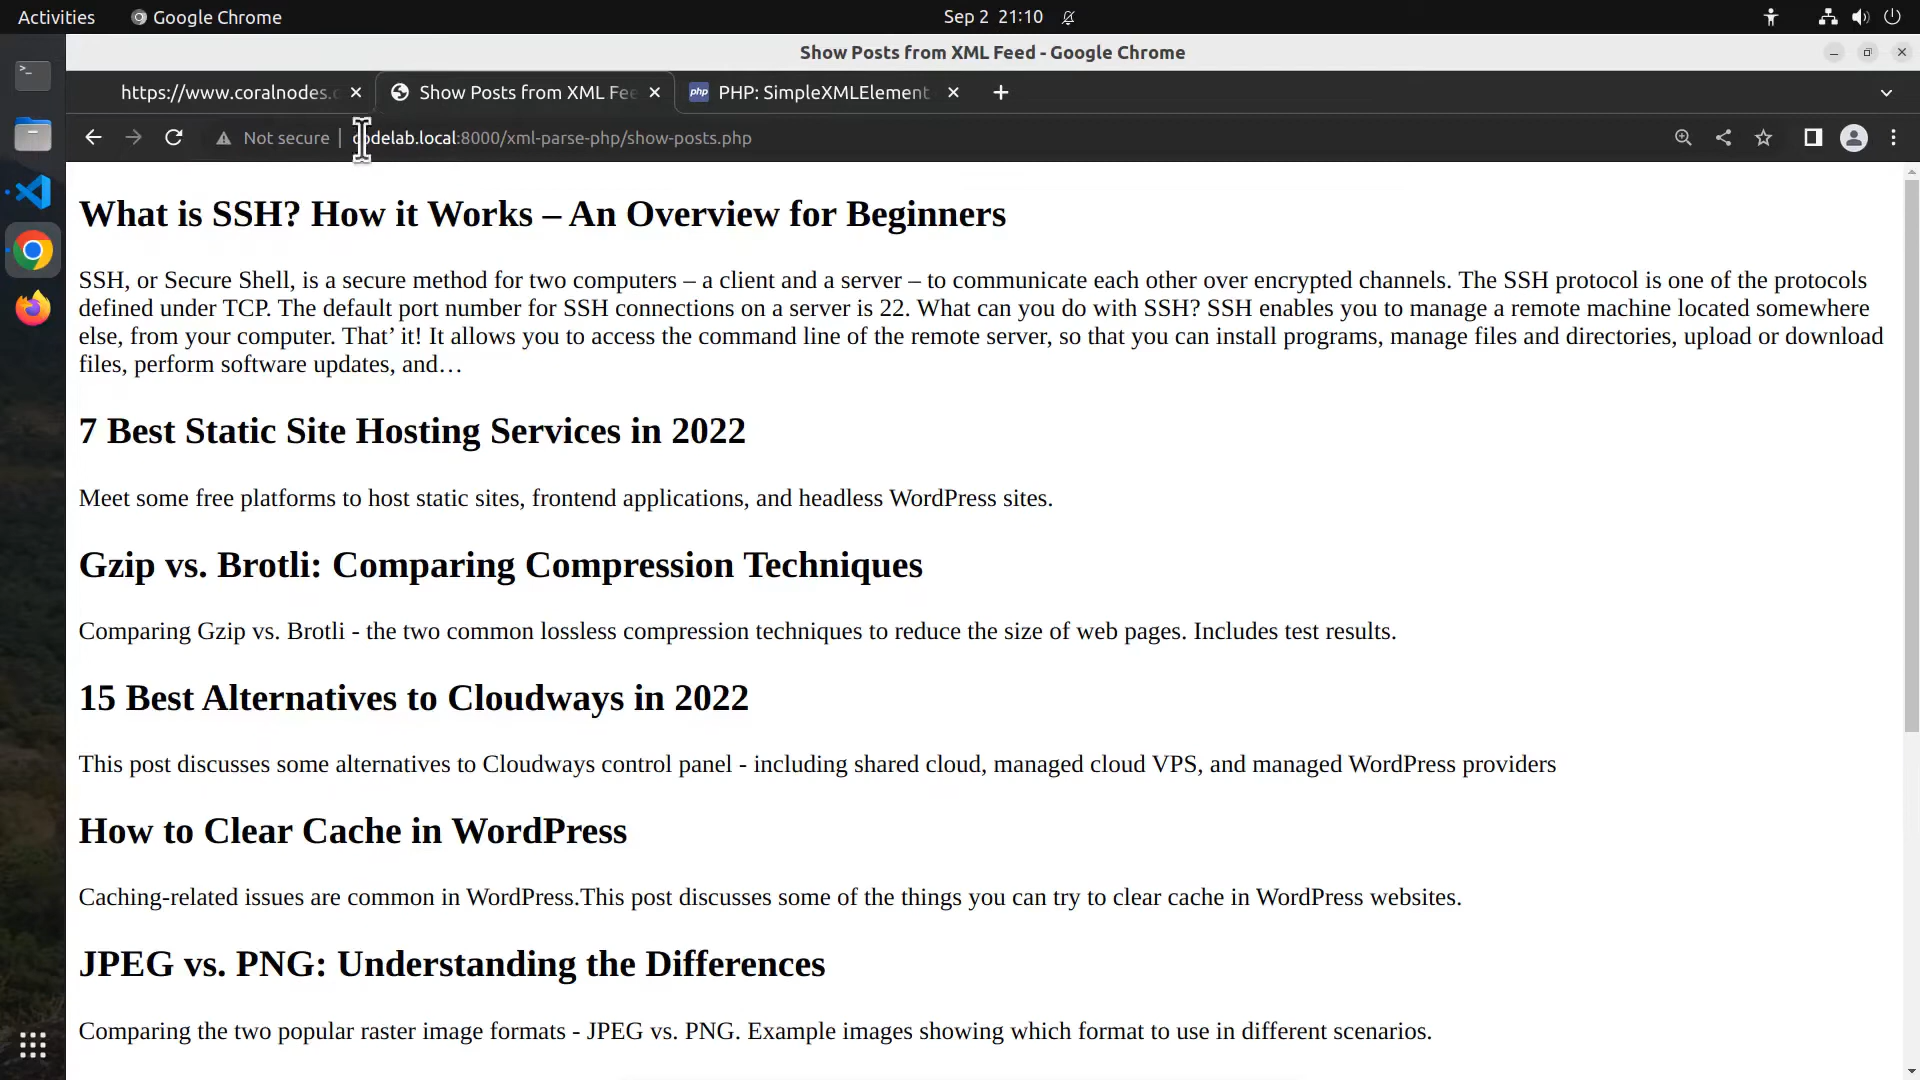 Activities
Google Chrome
Sep 2 21:10
Show Posts from XML Feed - Google Chrome
https://www.coralnodes.
Show Posts from XML Fee
php
PHP: SimpleXMLElement
Not secure
codelab.local:8000/xml-parse-php/show-posts.php
What is SSH? How it Works – An Overview for Beginners
SSH, or Secure Shell, is a secure method for two computers – a client and a server – to communicate each other over encrypted channels. The SSH protocol is one of the protocols
defined under TCP. The default port number for SSH connections on a server is 22. What can you do with SSH? SSH enables you to manage a remote machine located somewhere
else, from your computer. That’ it! It allows you to access the command line of the remote server, so that you can install programs, manage files and directories, upload or download
files, perform software updates, and…
7 Best Static Site Hosting Services in 2022
Meet some free platforms to host static sites, frontend applications, and headless WordPress sites.
Gzip vs. Brotli: Comparing Compression Techniques
Comparing Gzip vs. Brotli - the two common lossless compression techniques to reduce the size of web pages. Includes test results.
15 Best Alternatives to Cloudways in 2022
This post discusses some alternatives to Cloudways control panel - including shared cloud, managed cloud VPS, and managed WordPress providers
How to Clear Cache in WordPress
Caching-related issues are common in WordPress.This post discusses some of the things you can try to clear cache in WordPress websites.
JPEG vs. PNG: Understanding the Differences
Comparing the two popular raster image formats - JPEG vs. PNG. Example images showing which format to use in different scenarios.